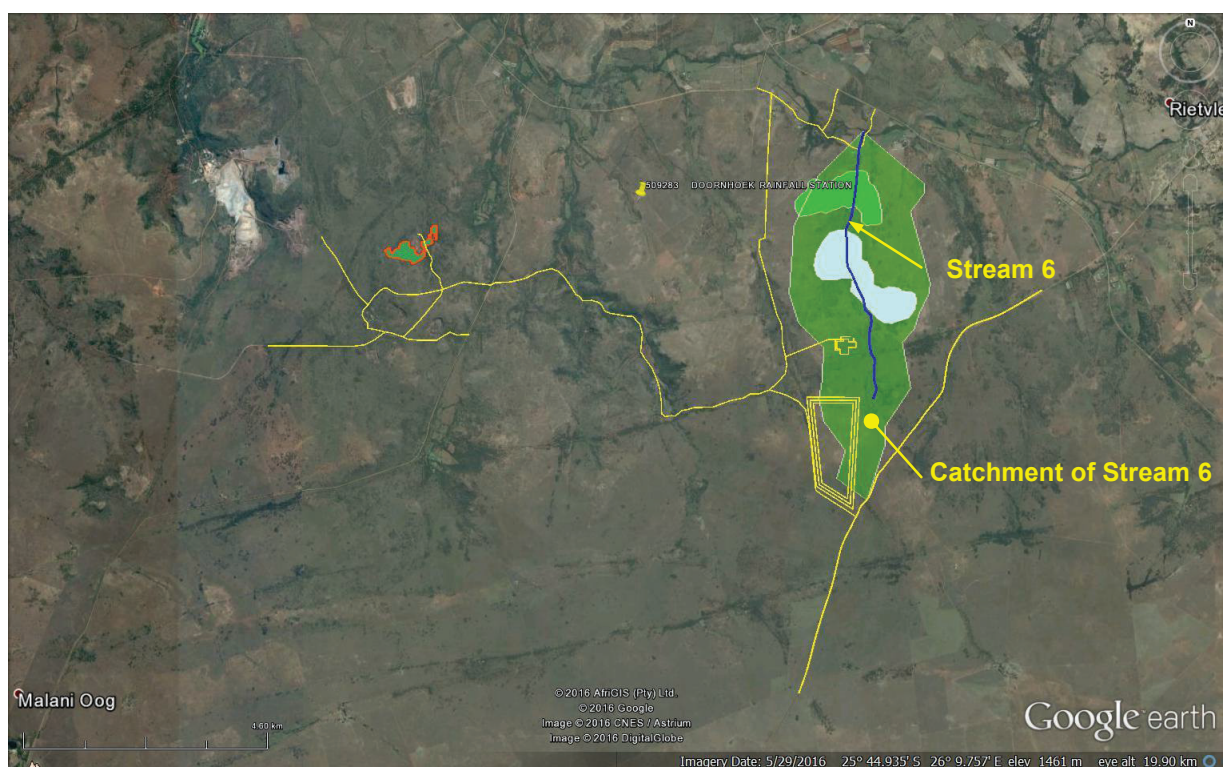 N
Rietvle
509283 DOORNHOEK RAINFALL STATION
Stream 6
Catchment of Stream 6
Malani Oog
4.60 km
© 2016 AfriGIS (Pty) Ltd.
© 2016 Google
Image © 2016 CNES / Astrium
Image © 2016 DigitalGlobe
Google earth
Imagery Date: 5/29/2016 25° 44.935' S 26° 9.757' E elev 1461 m eye alt 19.90 km